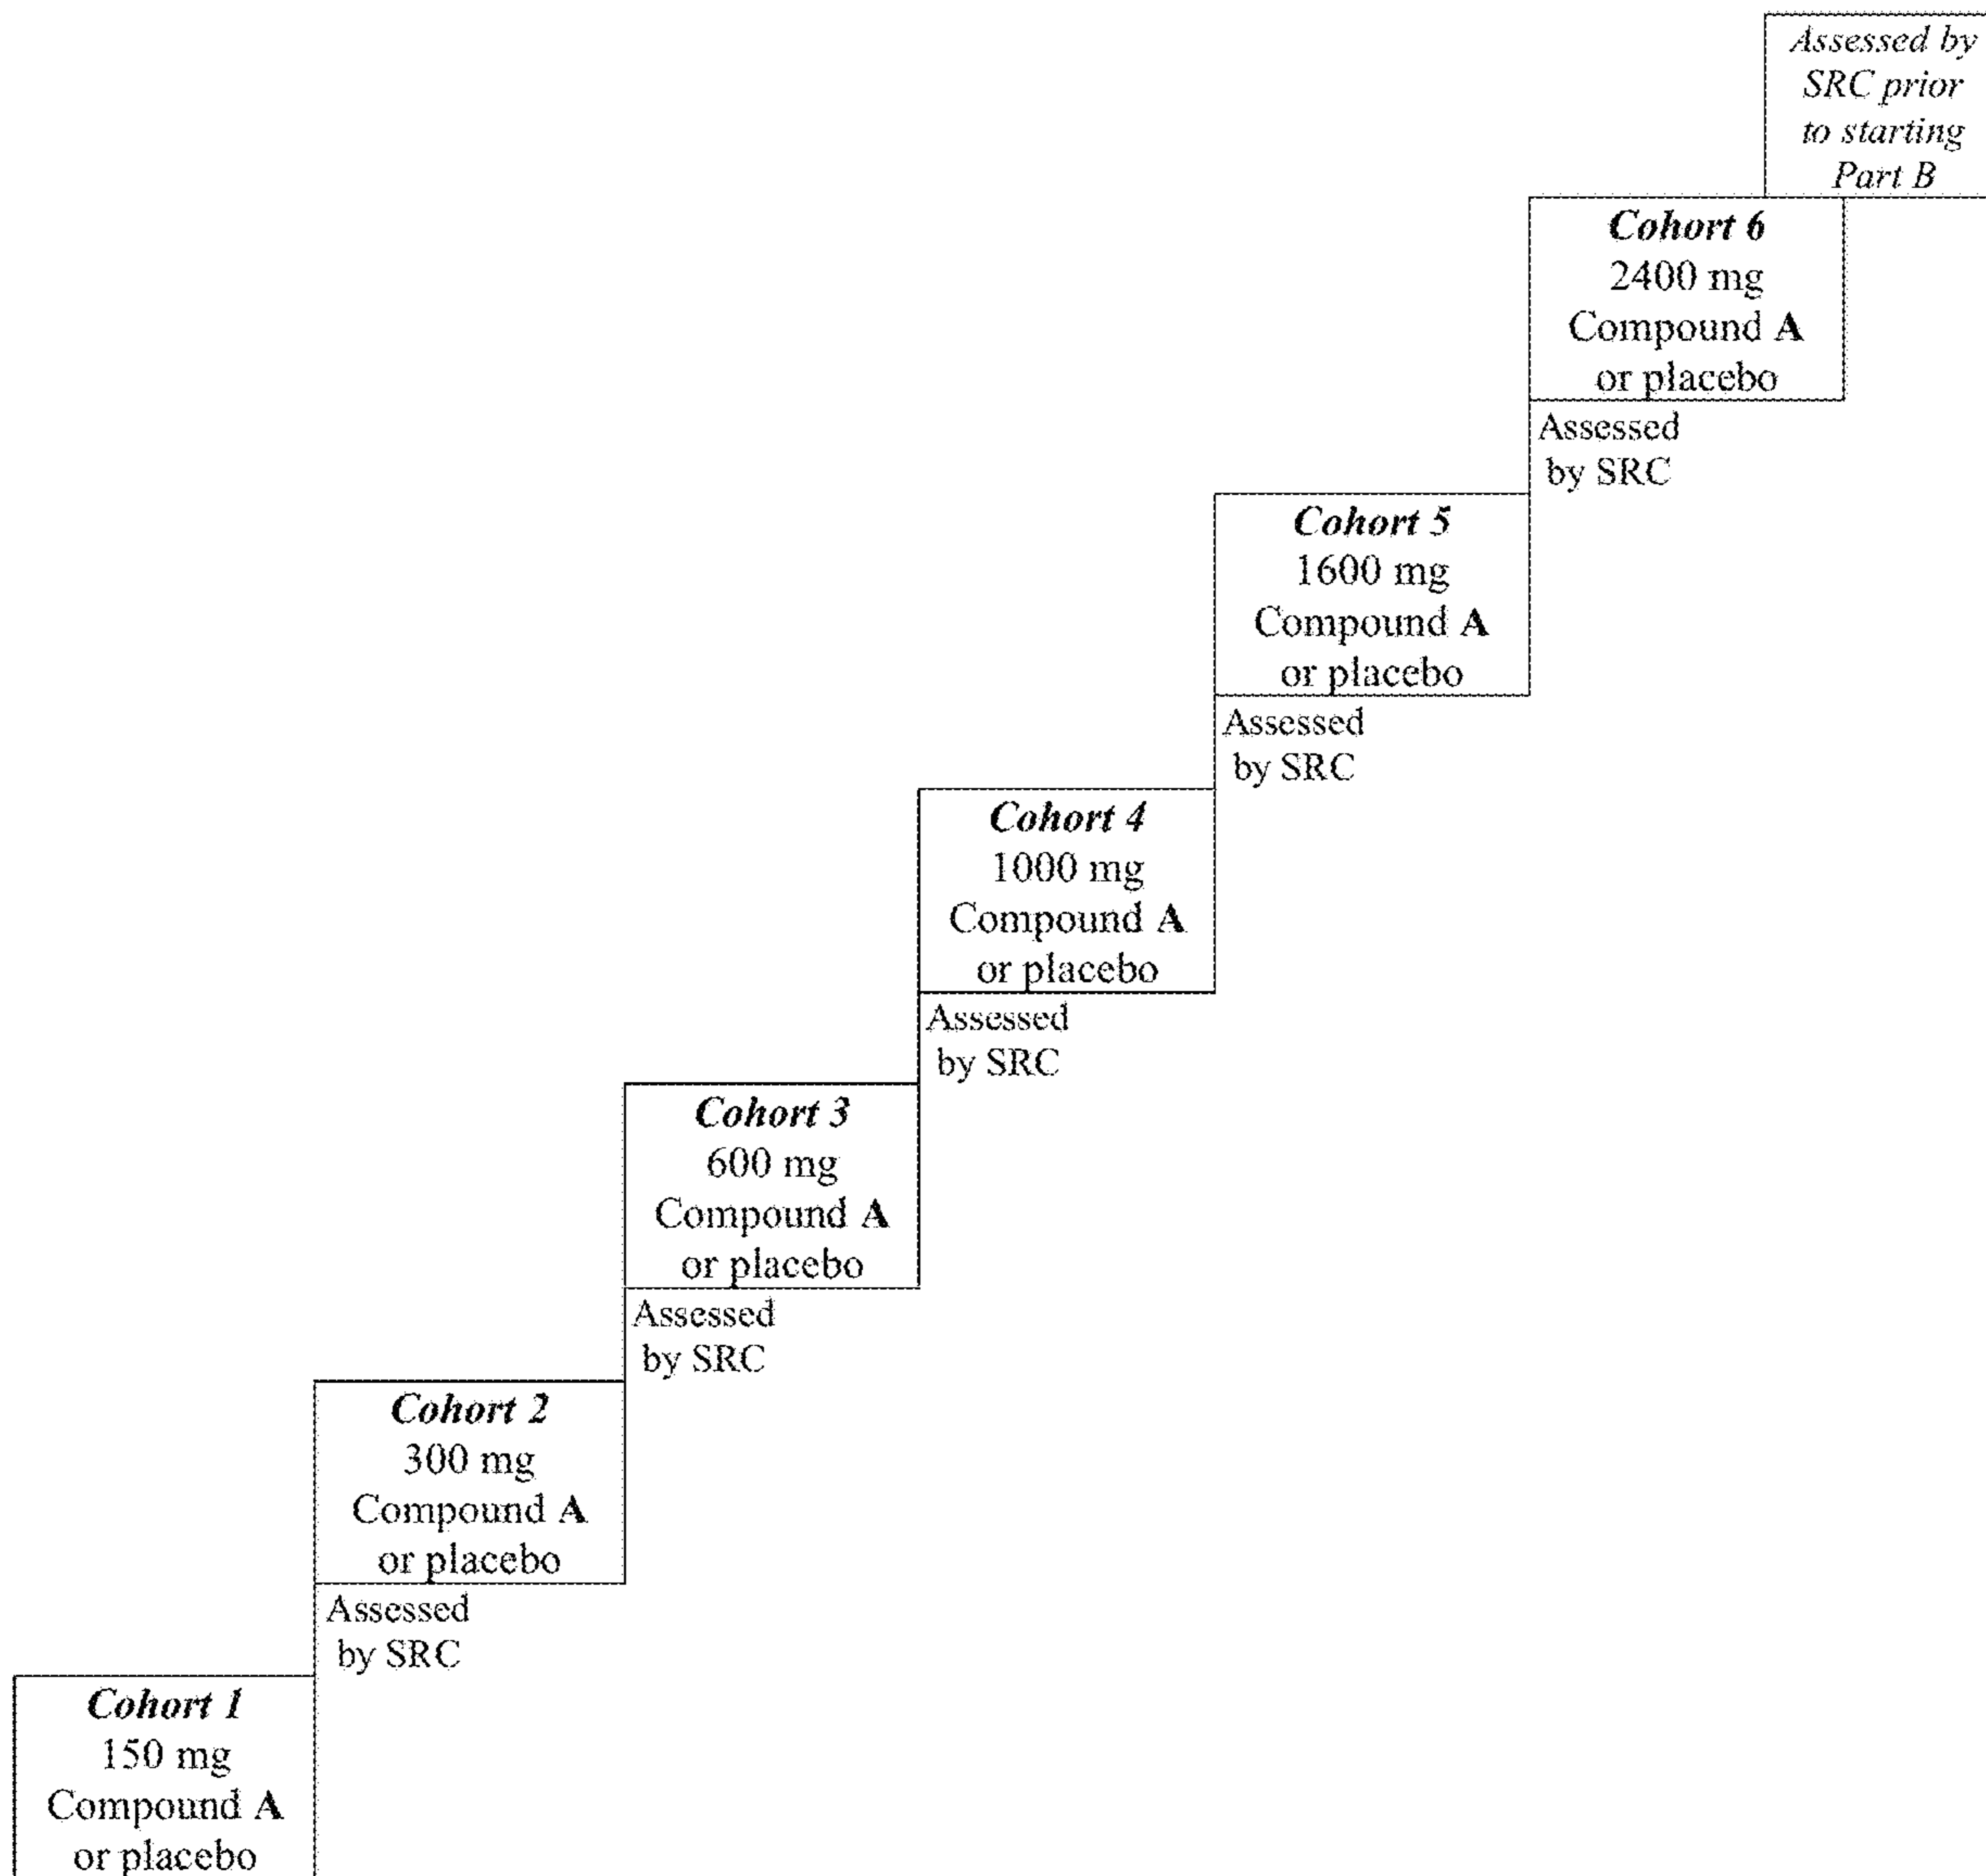 Assessed by
SRC prior
to starting
Part B
Cohort 6
2400 mg
Compound A
or placebo
Assessed
by SRC
Cohort 5
1600 mg
Compound A
or placebo
Assessed
by SRC
Cohort 4
1000 mg
Compound A
or placebo
Assessed
by SRC
Cohort 3
600 mg
Compound A
or placebo
Assessed
by SRC
Cohort 2
300 mg
Compound A
or placebo
Assessed
by SRC
Cohort 1
150 mg
Compound A
or placebo